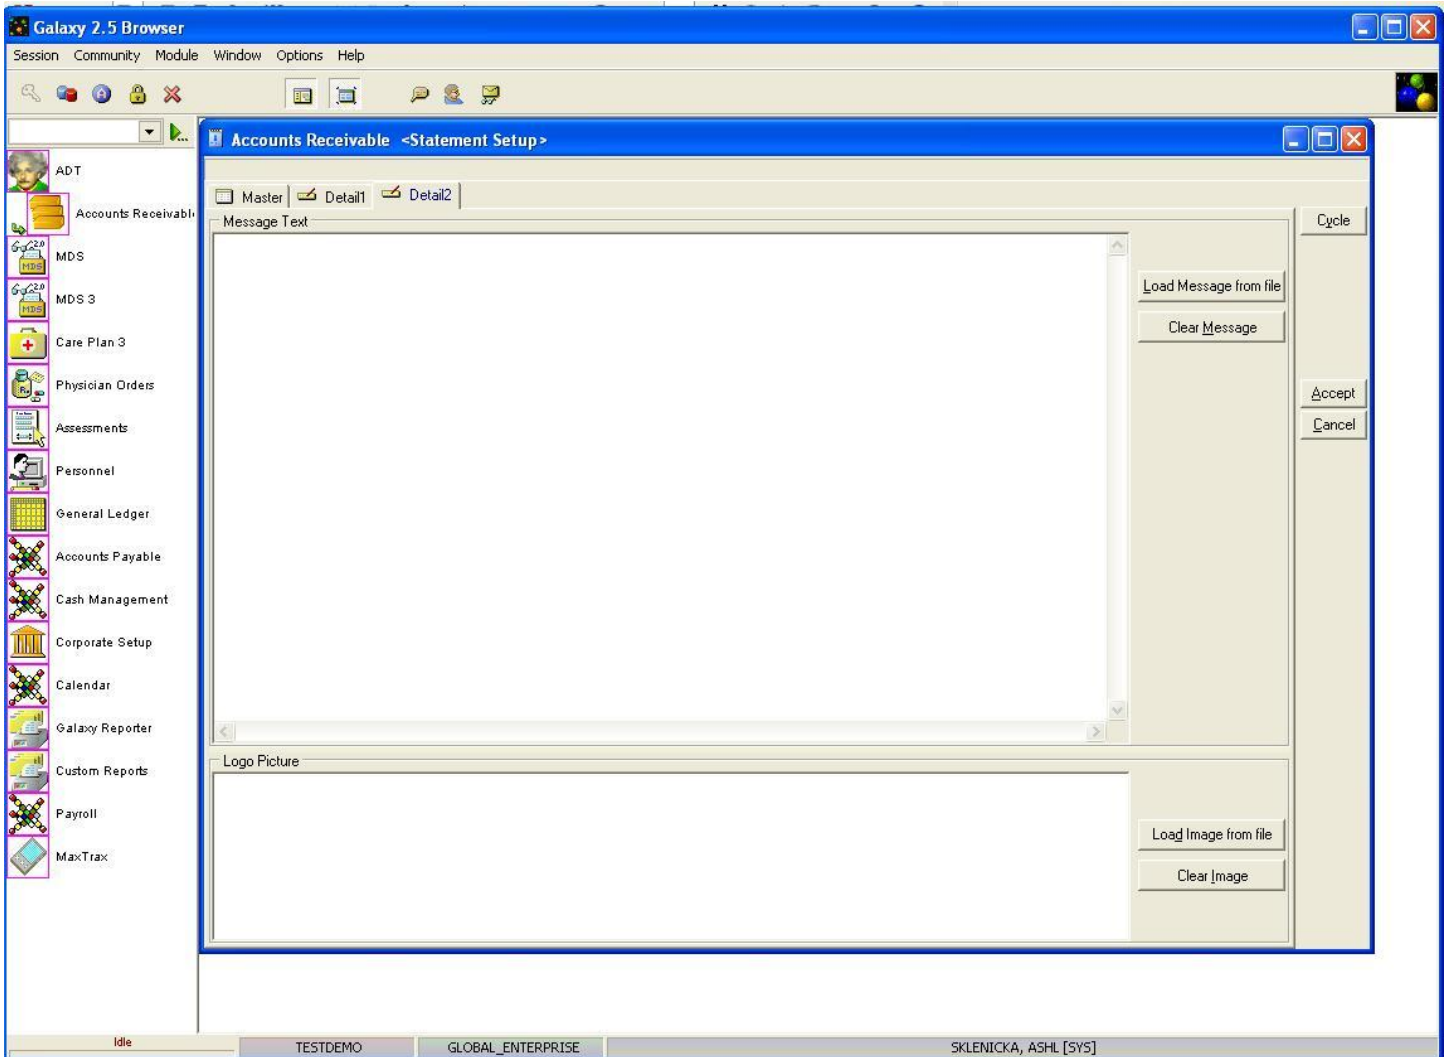 Galaxy 2.5 Browser
Session Community Module Window Options Help
Accounts Receivable <Statement Setup>
ADT
Accounts Receivabl
MDS
MDS 3
Care Plan 3
Physician Orders
Assessments
Personnel
General Ledger
Accounts Payable
Cash Management
Corporate Setup
Calendar
Galaxy Reporter
Custom Reports
Payroll
MaxTrax
Master Detail1 Detail2
Message Text
Load Message from file
Clear Message
Cycle
Accept
Cancel
Logo Picture
Load Image from file
Clear Image
Idle TESTDEMO GLOBAL_ENTERPRISE SKLENICKA, ASHL [SYS]